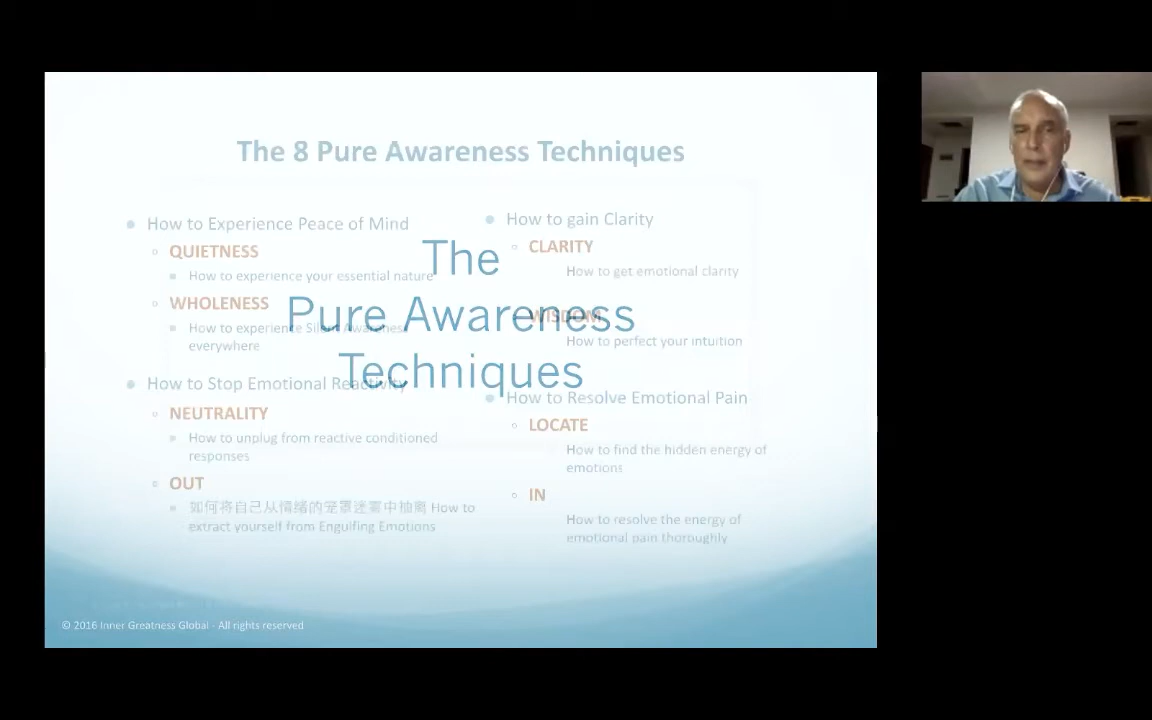 The 8 Pure Awareness Techniques
How to Experience Peace of Mind
QUIETNESS
How to experience your essential nature
WHOLENESS
How to experience Silent Awareness
everywhere
How to Stop Emotional Reactivity
NEUTRALITY
How to unplug from reactive conditioned
responses
OUT
如何将自己从情绪的笼罩迷雾中抽离 How to
extract yourself from Engulfing Emotions
How to gain Clarity
CLARITY
How to get emotional clarity
WISDOM
How to perfect your intuition
How to Resolve Emotional Pain
LOCATE
How to find the hidden energy of
emotions
IN
How to resolve the energy of
emotional pain thoroughly
The
Pure Awareness
Techniques
© 2016 Inner Greatness Global - All rights reserved